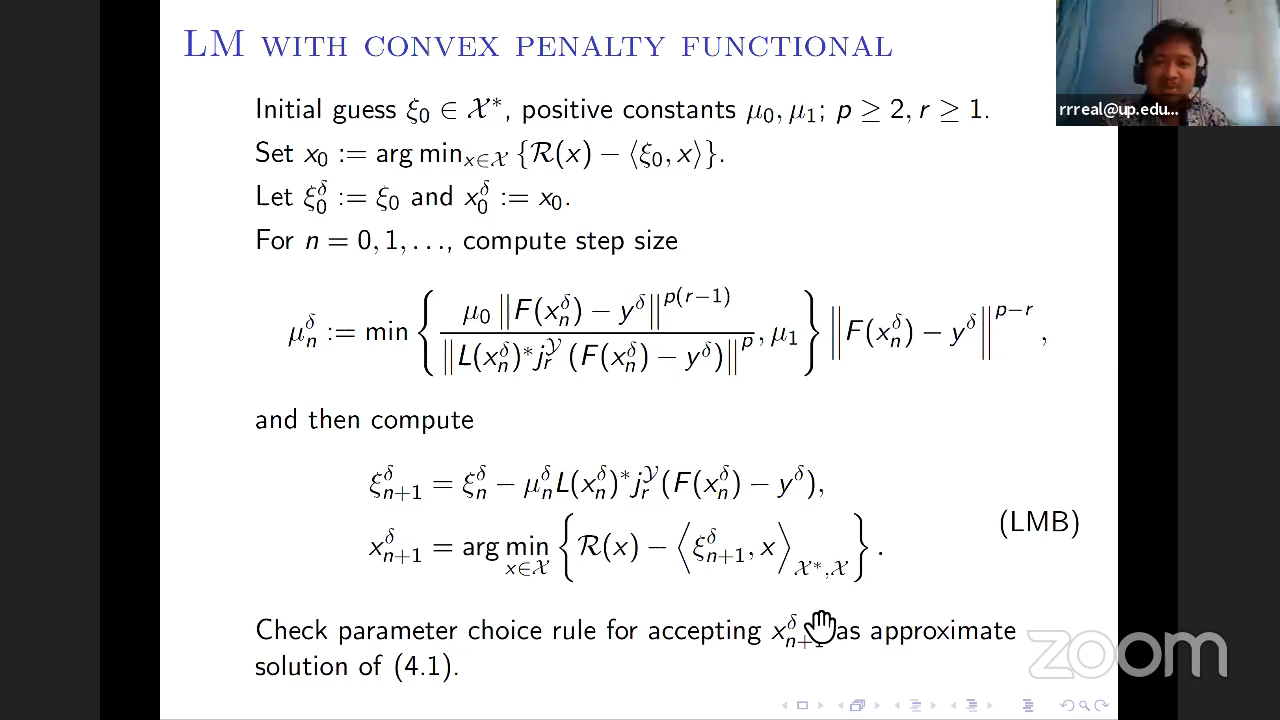 LM WITH CONVEX PENALTY FUNCTIONAL
rrreal@up.edu...
Initial guess ξ₀ ∈ 𝒳*, positive constants μ₀, μ₁; p ≥ 2, r ≥ 1.
Set x₀ := arg min_{x∈𝒳} {ℛ(x) − ⟨ξ₀, x⟩}.
Let ξ₀^δ := ξ₀ and x₀^δ := x₀.
For n = 0, 1, . . ., compute step size
μ_n^δ := min { μ₀ ‖F(x_n^δ) − y^δ‖^{p(r−1)} / ‖L(x_n^δ)* j_r^𝒴 (F(x_n^δ) − y^δ)‖^p , μ₁ } ‖F(x_n^δ) − y^δ‖^{p−r} ,
and then compute
ξ_{n+1}^δ = ξ_n^δ − μ_n^δ L(x_n^δ)* j_r^𝒴 (F(x_n^δ) − y^δ),
x_{n+1}^δ = arg min_{x∈𝒳} { ℛ(x) − ⟨ξ_{n+1}^δ, x⟩_{𝒳*,𝒳} } .
(LMB)
Check parameter choice rule for accepting x_{n+1}^δ as approximate
solution of (4.1).
zoom